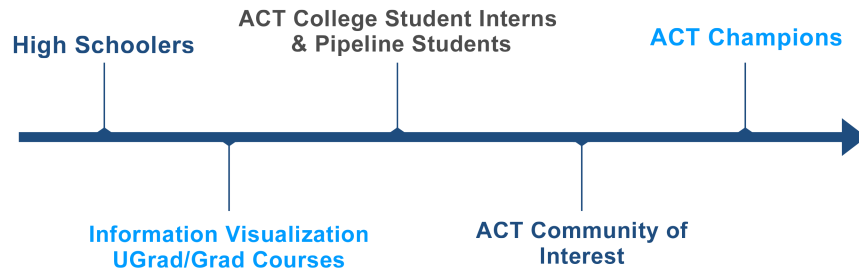 High Schoolers
ACT College Student Interns
& Pipeline Students
ACT Champions
Information Visualization
UGrad/Grad Courses
ACT Community of
Interest